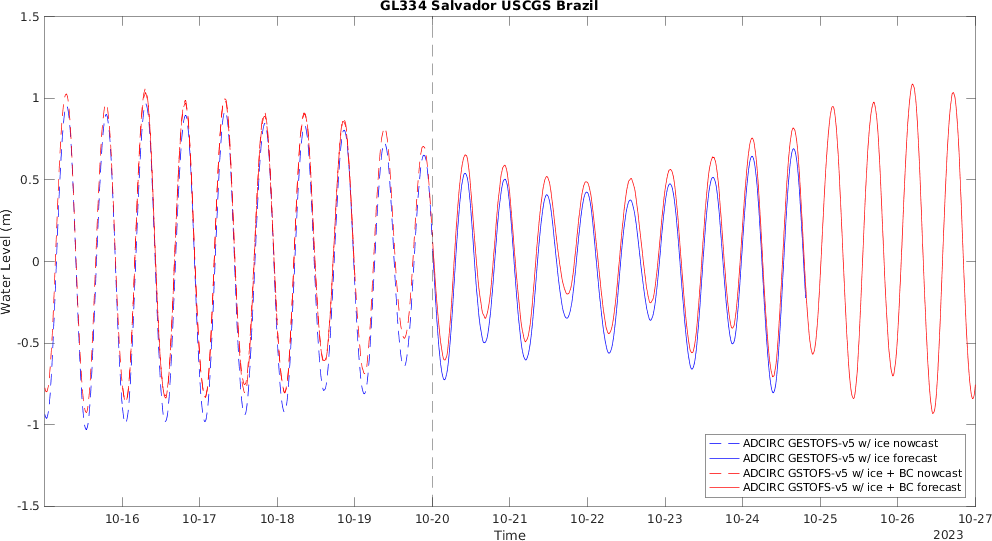 GL334 Salvador USCGS Brazil
1.5
1
0.5
0
-0.5
-1
-1.5
Water Level (m)
ADCIRC GESTOFS-v5 w/ ice nowcast
ADCIRC GESTOFS-v5 w/ ice forecast
ADCIRC GSTOFS-v5 w/ ice + BC nowcast
ADCIRC GSTOFS-v5 w/ ice + BC forecast
10-16 10-17 10-18 10-19 10-20 10-21 10-22 10-23 10-24 10-25 10-26 10-27
Time
2023